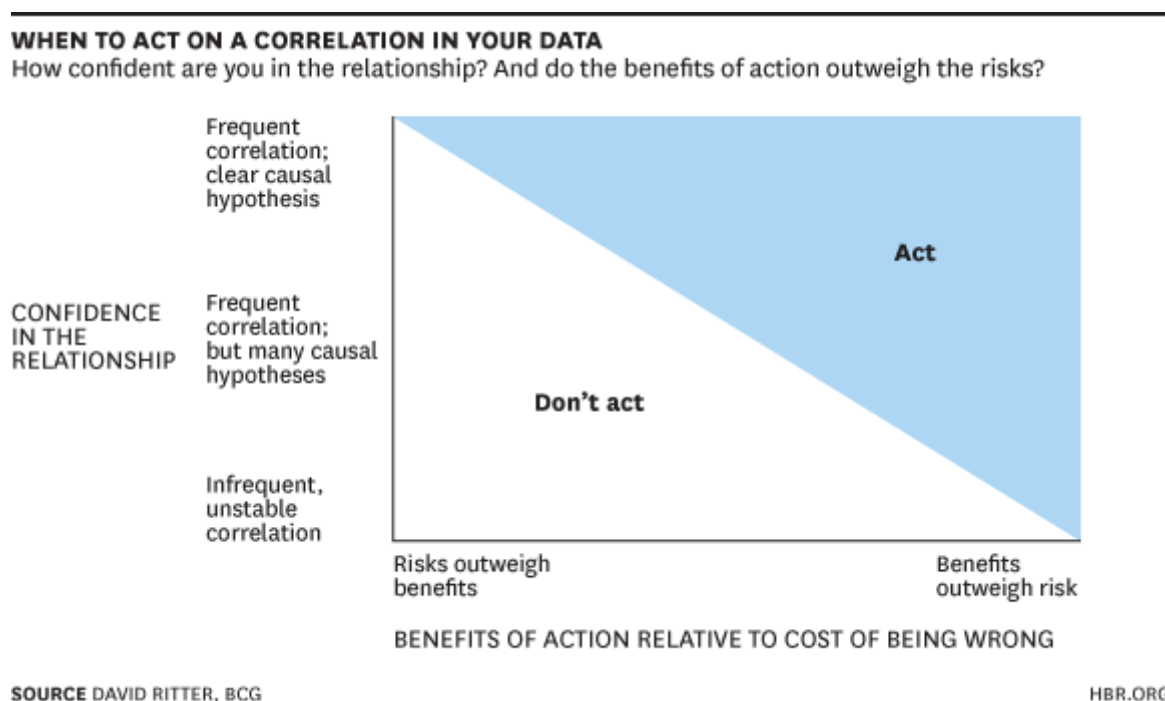 WHEN TO ACT ON A CORRELATION IN YOUR DATA
How confident are you in the relationship? And do the benefits of action outweigh the risks?
Frequent
correlation;
clear causal
hypothesis
Act
CONFIDENCE
IN THE
RELATIONSHIP
Frequent
correlation;
but many causal
hypotheses
Don't act
Infrequent,
unstable
correlation
Risks outweigh
benefits
Benefits
outweigh risk
BENEFITS OF ACTION RELATIVE TO COST OF BEING WRONG
SOURCE DAVID RITTER, BCG
HBR.ORG